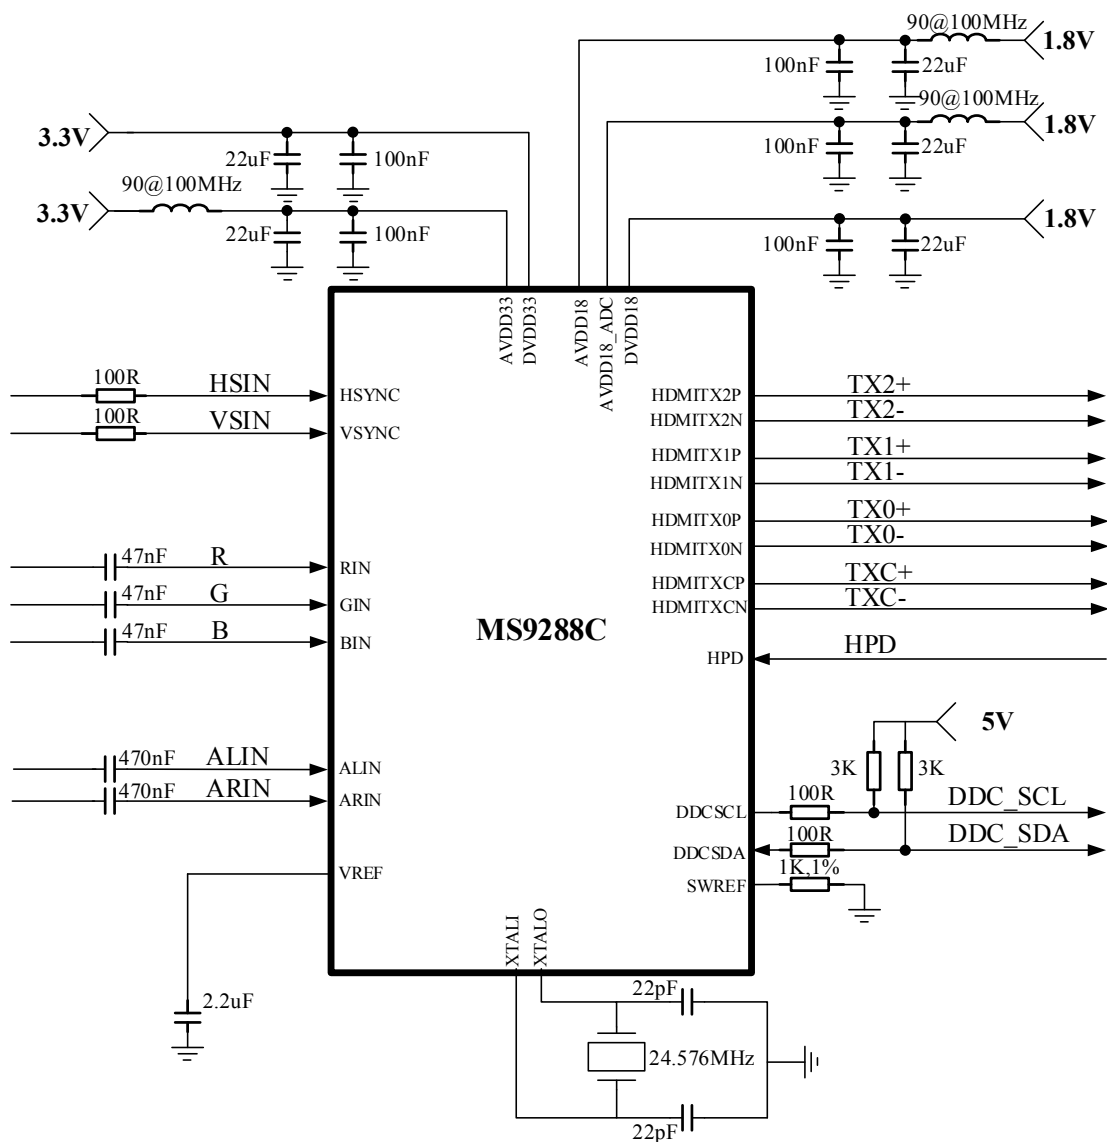 90@100MHz
1.8V
100nF
22uF
90@100MHz
3.3V
1.8V
22uF
100nF
100nF
22uF
90@100MHz
3.3V
1.8V
22uF
100nF
100nF
22uF
AVDD33
DVDD33
AVDD18
AVDD18_ADC
DVDD18
100R
HSIN
HSYNC
HDMITX2P
TX2+
100R
VSIN
VSYNC
HDMITX2N
TX2-
HDMITX1P
TX1+
HDMITX1N
TX1-
HDMITX0P
TX0+
HDMITX0N
TX0-
47nF
R
RIN
HDMITXCP
TXC+
47nF
G
GIN
HDMITXCN
TXC-
47nF
B
BIN
MS9288C
HPD
HPD
5V
470nF
ALIN
ALIN
3K
3K
470nF
ARIN
ARIN
DDCSCL
100R
DDC_SCL
DDCSDA
100R
DDC_SDA
VREF
SWREF
1K,1%
XTALI
XTALO
2.2uF
22pF
24.576MHz
22pF